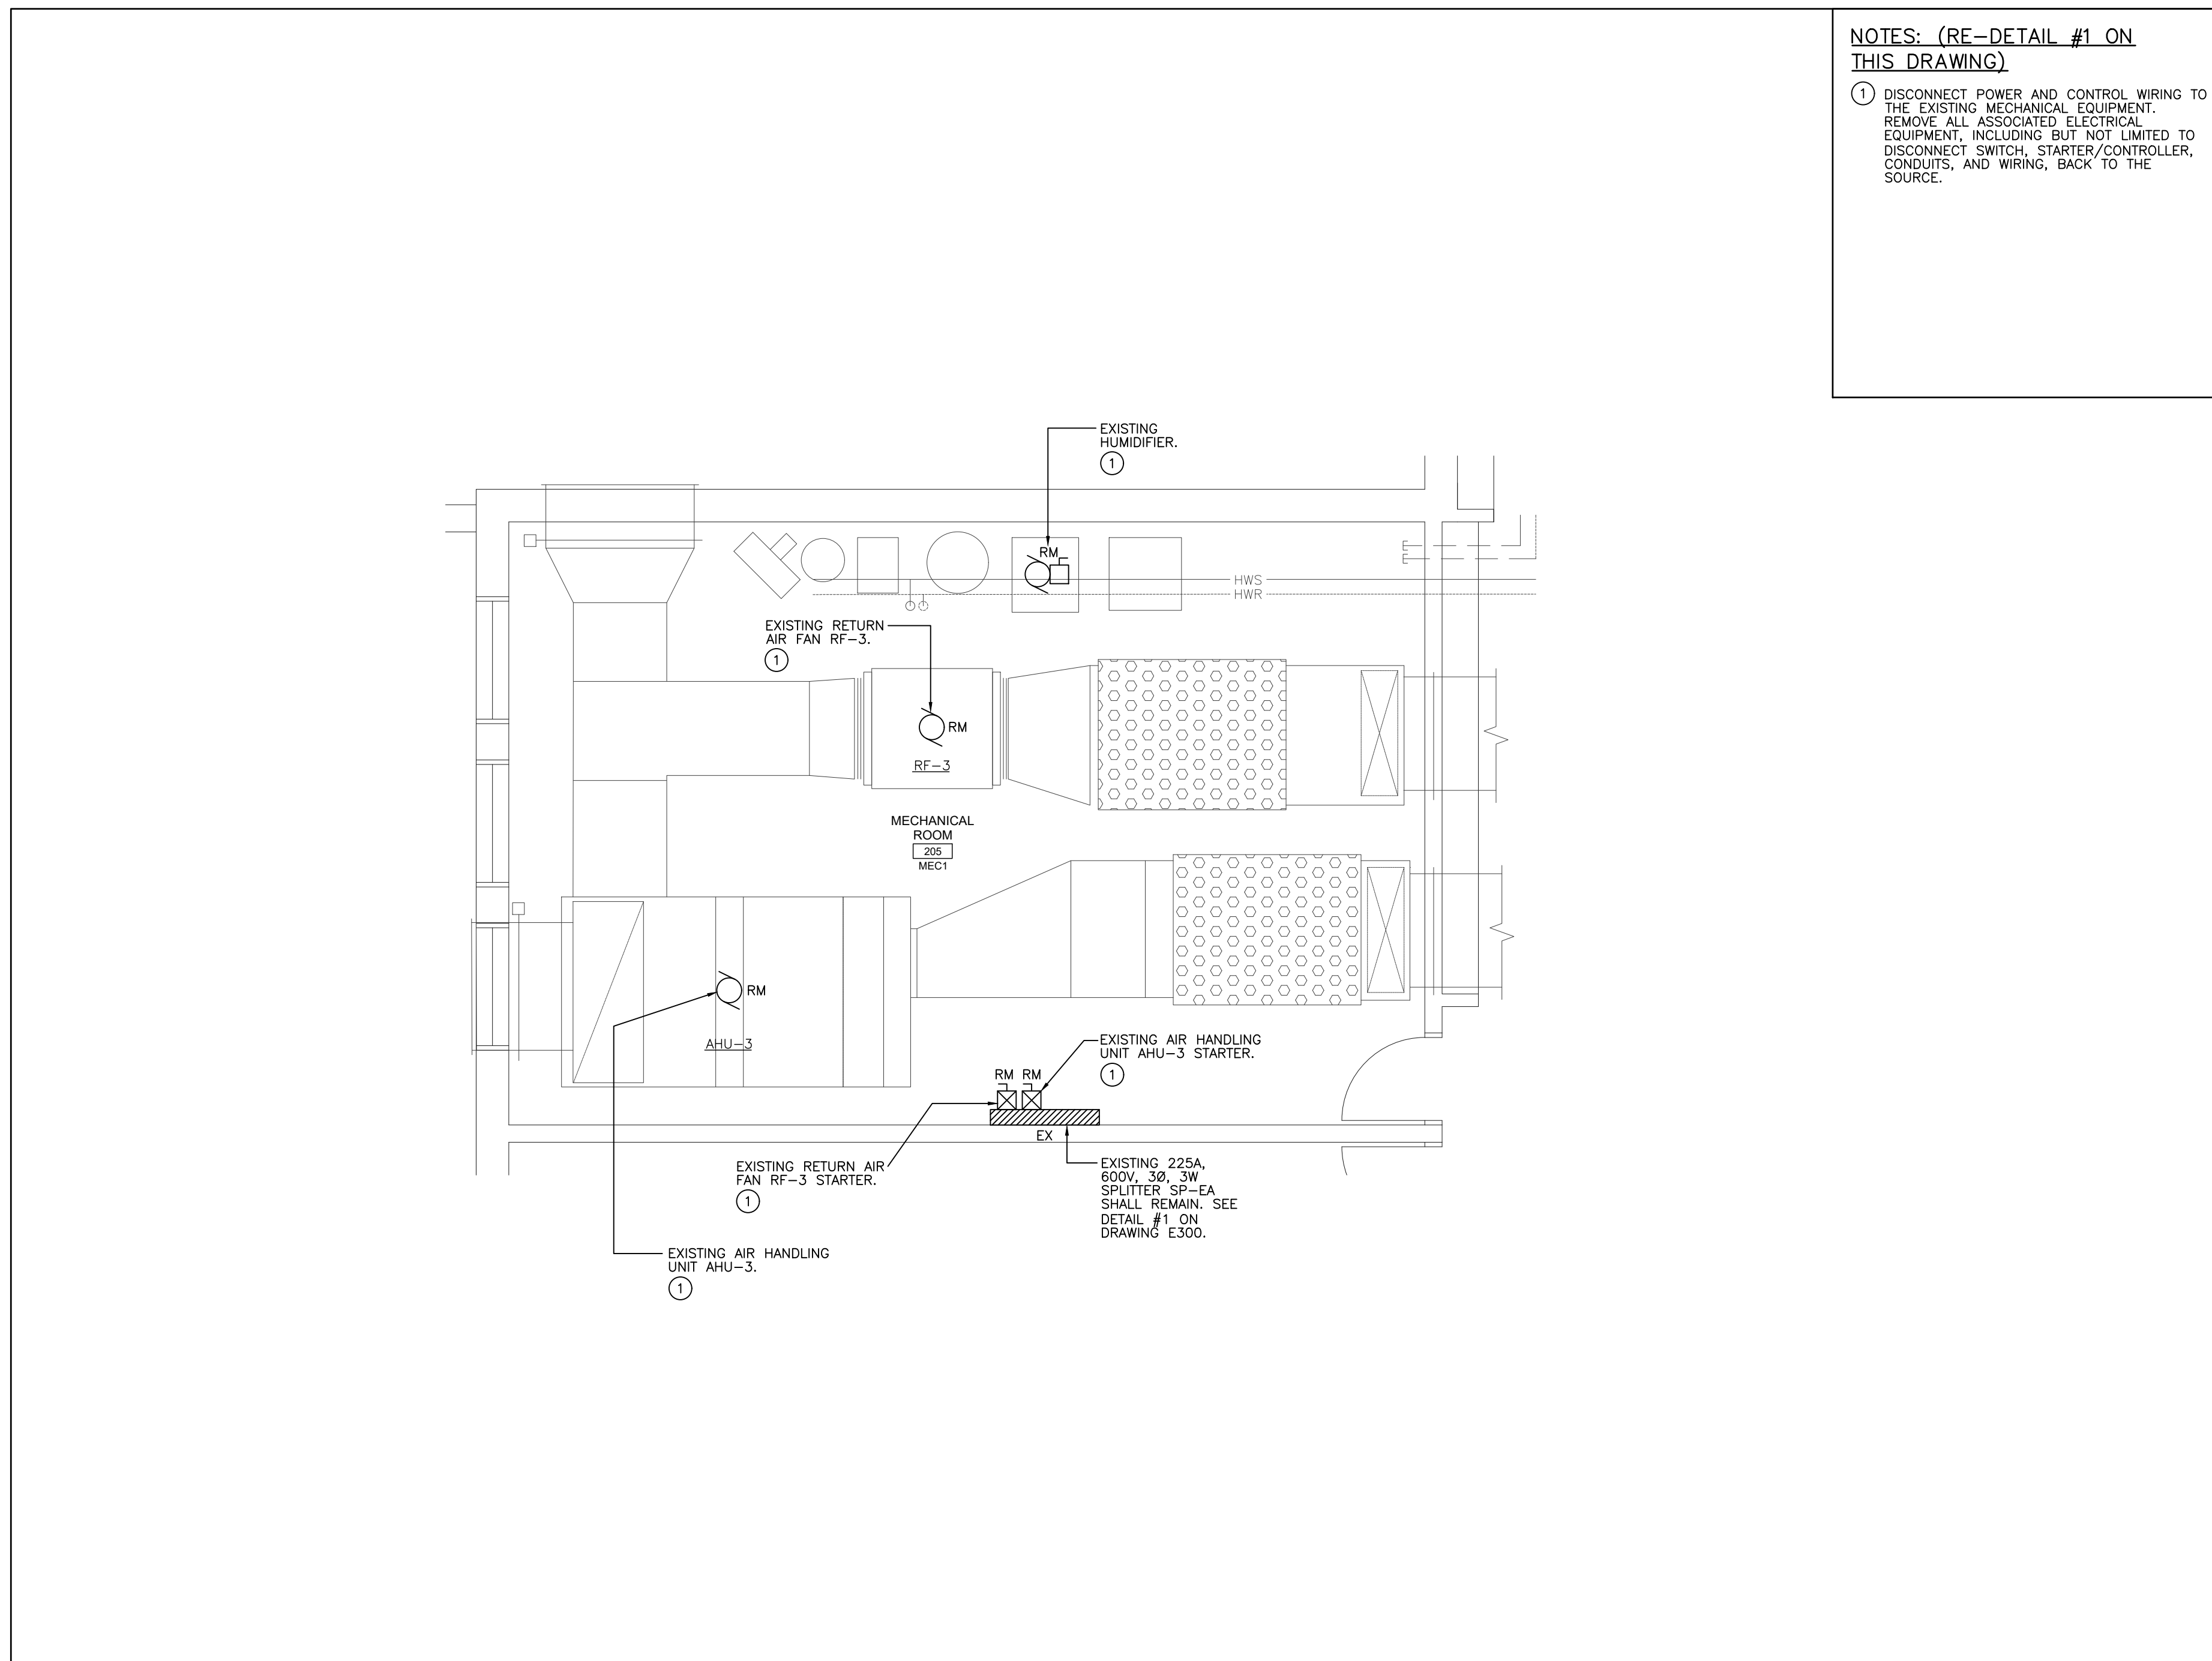 NOTES: (RE-DETAIL #1 ON
THIS DRAWING)
1 DISCONNECT POWER AND CONTROL WIRING TO
THE EXISTING MECHANICAL EQUIPMENT.
REMOVE ALL ASSOCIATED ELECTRICAL
EQUIPMENT, INCLUDING BUT NOT LIMITED TO
DISCONNECT SWITCH, STARTER/CONTROLLER,
CONDUITS, AND WIRING, BACK TO THE
SOURCE.
EXISTING
HUMIDIFIER.
1
RM
HWS
HWR
EXISTING RETURN
AIR FAN RF-3.
1
RM
RF-3
MECHANICAL
ROOM
205
MEC1
RM
AHU-3
EXISTING AIR HANDLING
UNIT AHU-3 STARTER.
1
RM RM
EX
EXISTING RETURN AIR
FAN RF-3 STARTER.
1
EXISTING 225A,
600V, 3Ø, 3W
SPLITTER SP-EA
SHALL REMAIN. SEE
DETAIL #1 ON
DRAWING E300.
EXISTING AIR HANDLING
UNIT AHU-3.
1